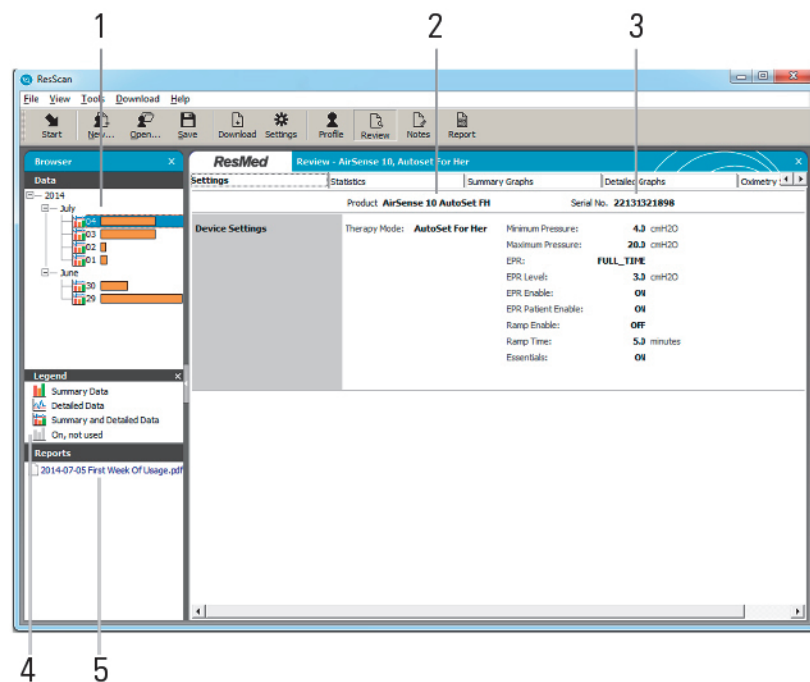 1 2 3
ResScan
File View Tools Download Help
Start New... Open... Save Download Settings Profile Review Notes Report
Browser X
ResMed Review - AirSense 10, Autoset For Her x
Data
Settings Statistics Summary Graphs Detailed Graphs Oximetry
2014
Product AirSense 10 AutoSet FH Serial No. 22131321898
July
04
03
02
01
June
30
29
Device Settings Therapy Mode: AutoSet For Her Minimum Pressure: 4.0 cmH2O
Maximum Pressure: 20.0 cmH2O
EPR: FULL_TIME
EPR Level: 3.0 cmH2O
EPR Enable: ON
EPR Patient Enable: ON
Ramp Enable: OFF
Ramp Time: 5.0 minutes
Essentials: ON
Legend x
Summary Data
Detailed Data
Summary and Detailed Data
On, not used
Reports
2014-07-05 First Week Of Usage.pdf
4 5